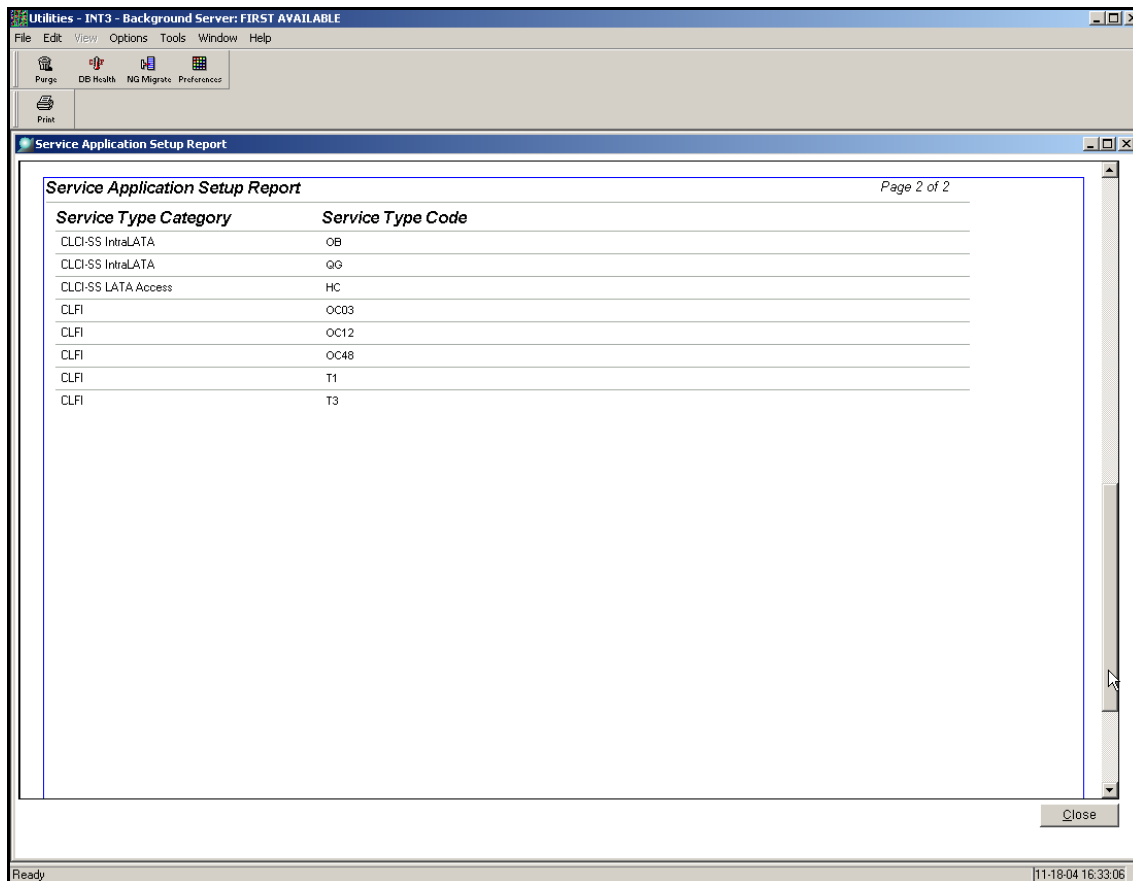 Utilities - INT3 - Background Server: FIRST AVAILABLE
File Edit View Options Tools Window Help
Purge DB Health NG Migrate Preferences
Print
Service Application Setup Report
Service Application Setup Report Page 2 of 2
Service Type Category Service Type Code
CLCI-SS IntraLATA OB
CLCI-SS IntraLATA QG
CLCI-SS LATA Access HC
CLFI OC03
CLFI OC12
CLFI OC48
CLFI T1
CLFI T3
Close
Ready 11-18-04 16:33:06